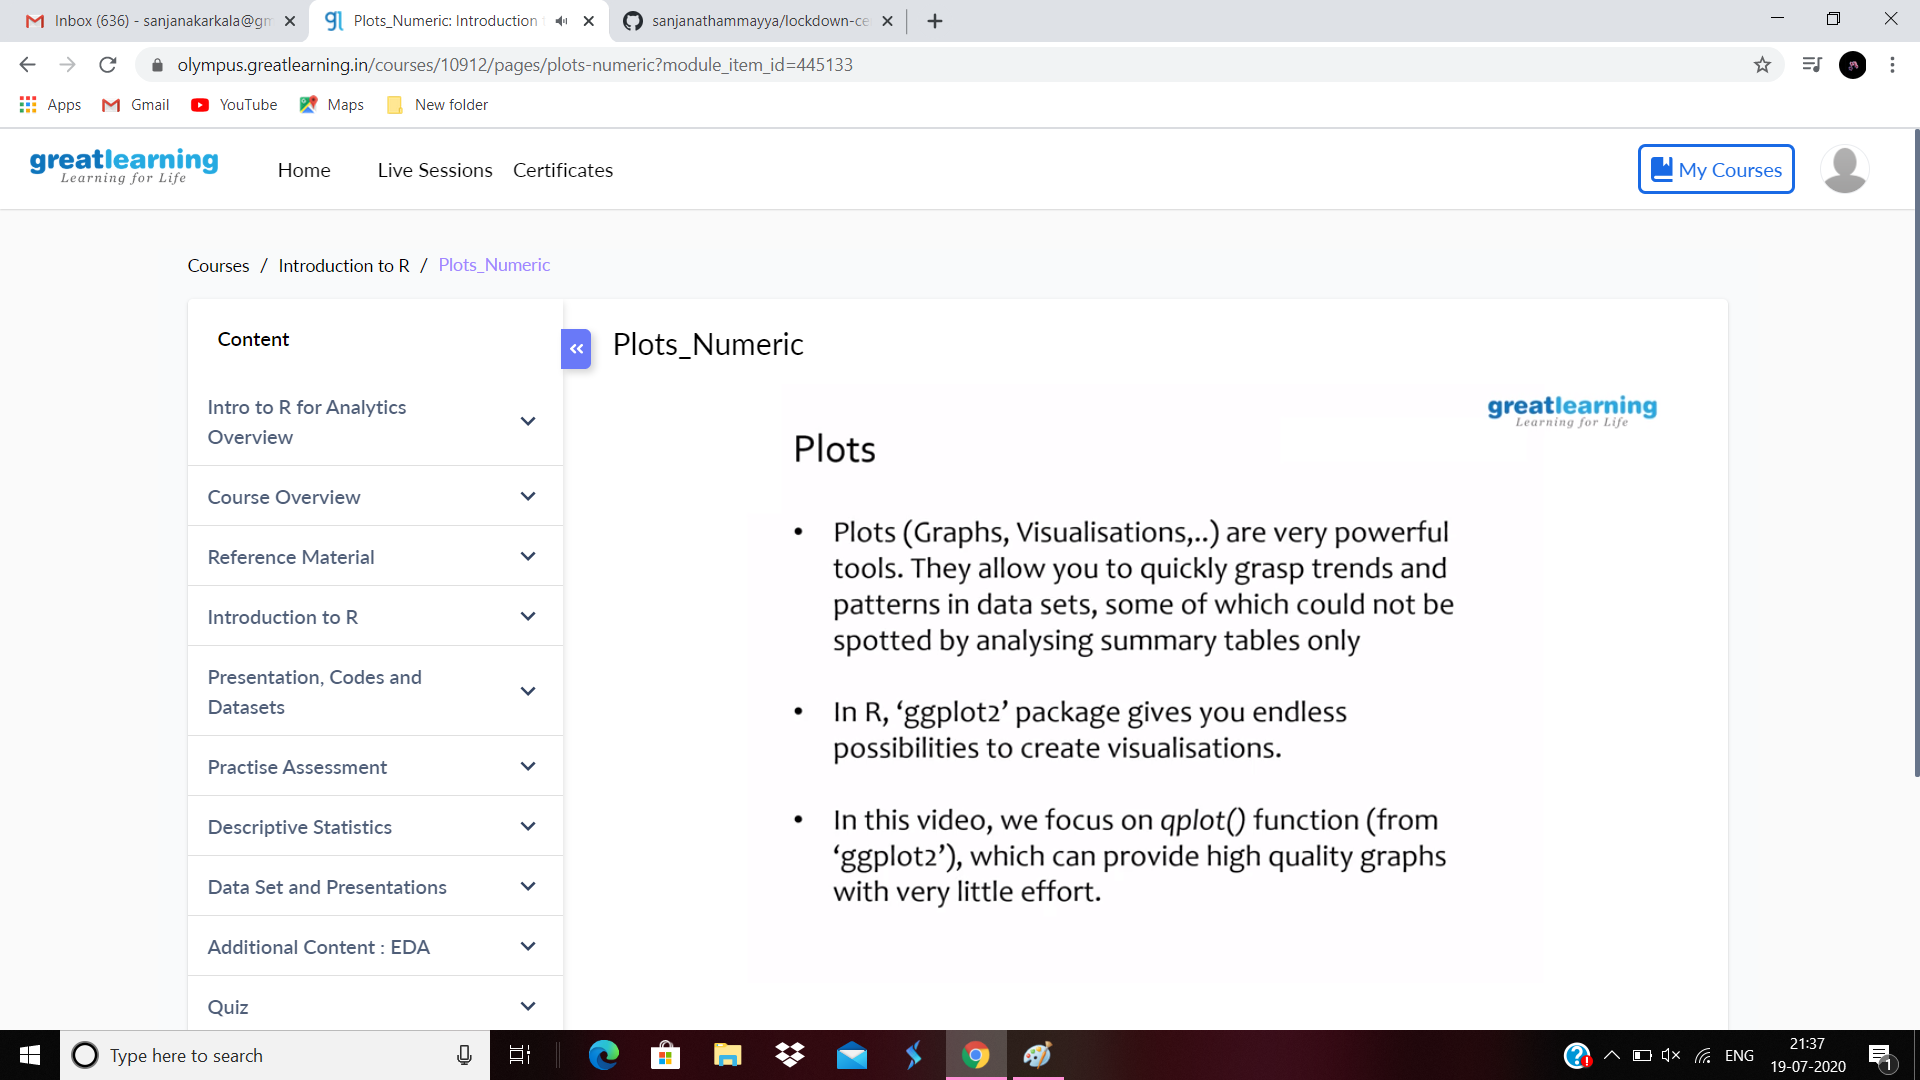 Inbox (636) - sanjanakarkala@gm
Plots_Numeric: Introduction
sanjanathammayya/lockdown-ce
olympus.greatlearning.in/courses/10912/pages/plots-numeric?module_item_id=445133
Apps
Gmail
YouTube
Maps
New folder
greatlearning
Learning for Life
Home
Live Sessions
Certificates
My Courses
Courses / Introduction to R / Plots_Numeric
Content
Intro to R for Analytics
Overview
Course Overview
Reference Material
Introduction to R
Presentation, Codes and
Datasets
Practise Assessment
Descriptive Statistics
Data Set and Presentations
Additional Content : EDA
Quiz
Plots_Numeric
greatlearning
Learning for Life
Plots
• Plots (Graphs, Visualisations,..) are very powerful
tools. They allow you to quickly grasp trends and
patterns in data sets, some of which could not be
spotted by analysing summary tables only
• In R, ‘ggplot2’ package gives you endless
possibilities to create visualisations.
• In this video, we focus on qplot() function (from
‘ggplot2’), which can provide high quality graphs
with very little effort.
Type here to search
ENG
21:37
19-07-2020
1